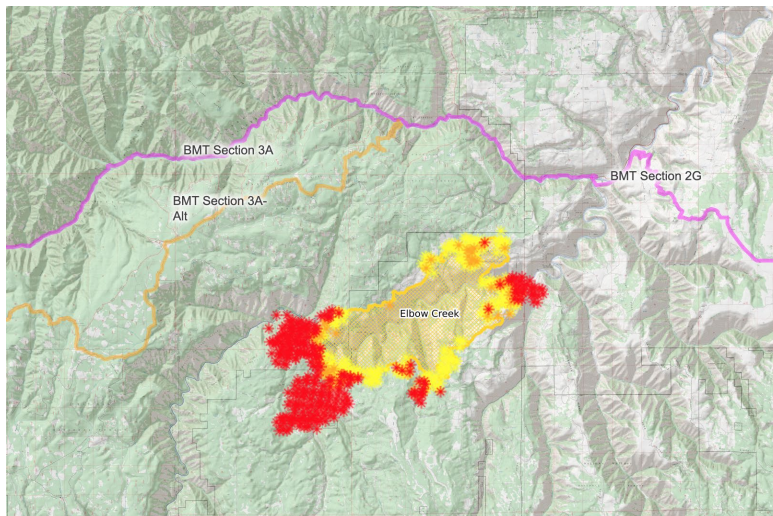 BMT Section 3A
BMT Section 2G
BMT Section 3A-
Alt
Elbow Creek